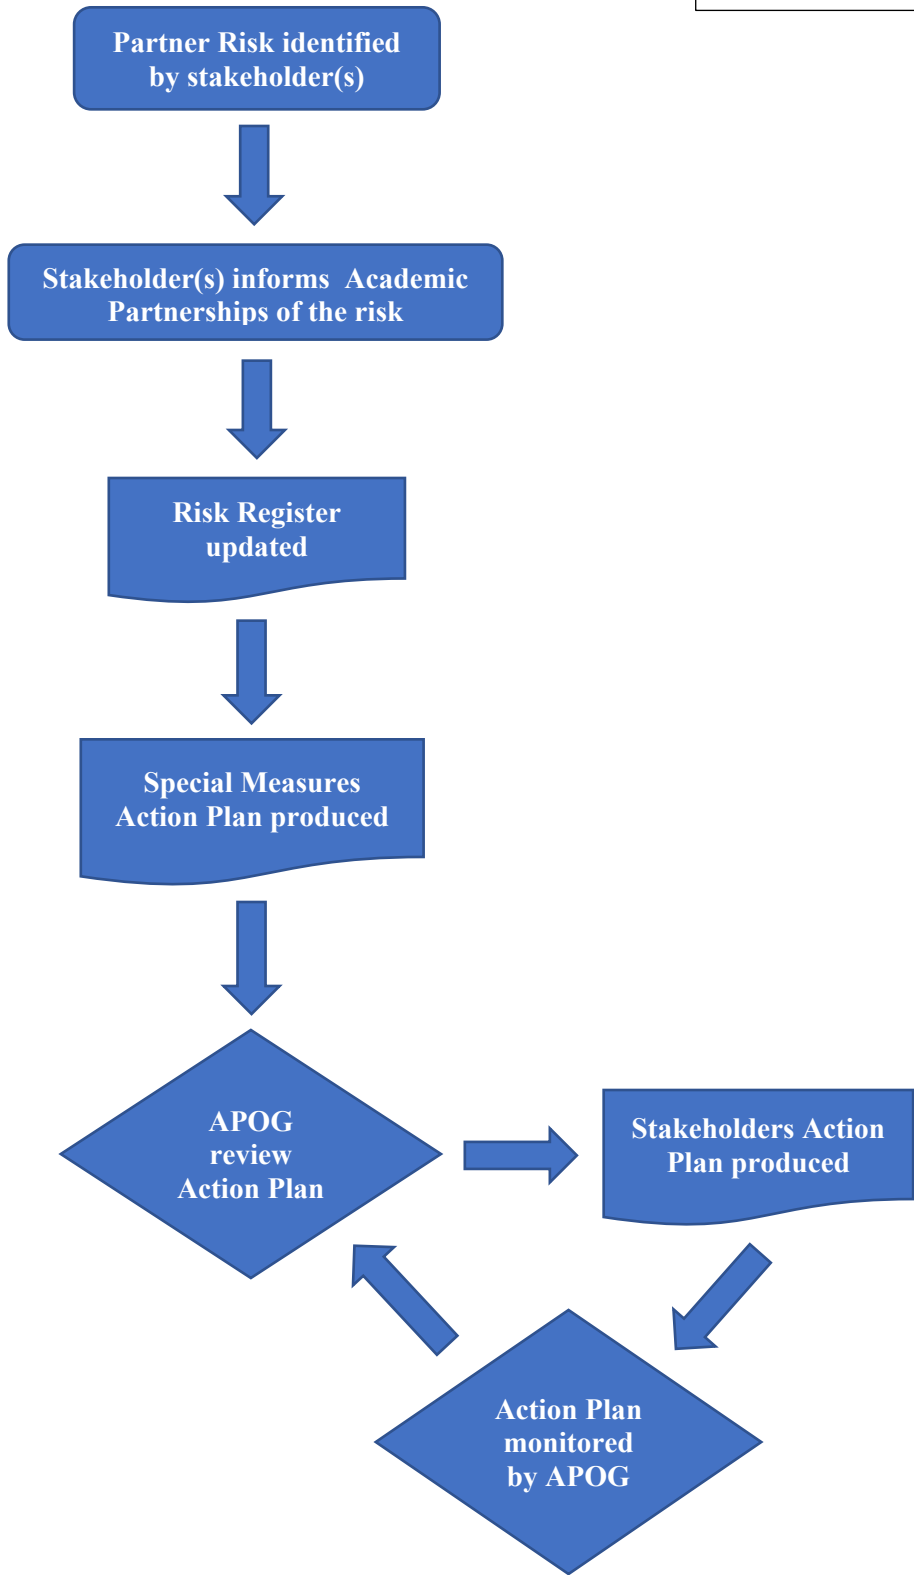 Partner Risk identified
by stakeholder(s)
Stakeholder(s) informs Academic
Partnerships of the risk
Risk Register
updated
Special Measures
Action Plan produced
APOG
review
Action Plan
Stakeholders Action
Plan produced
Action Plan
monitored
by APOG